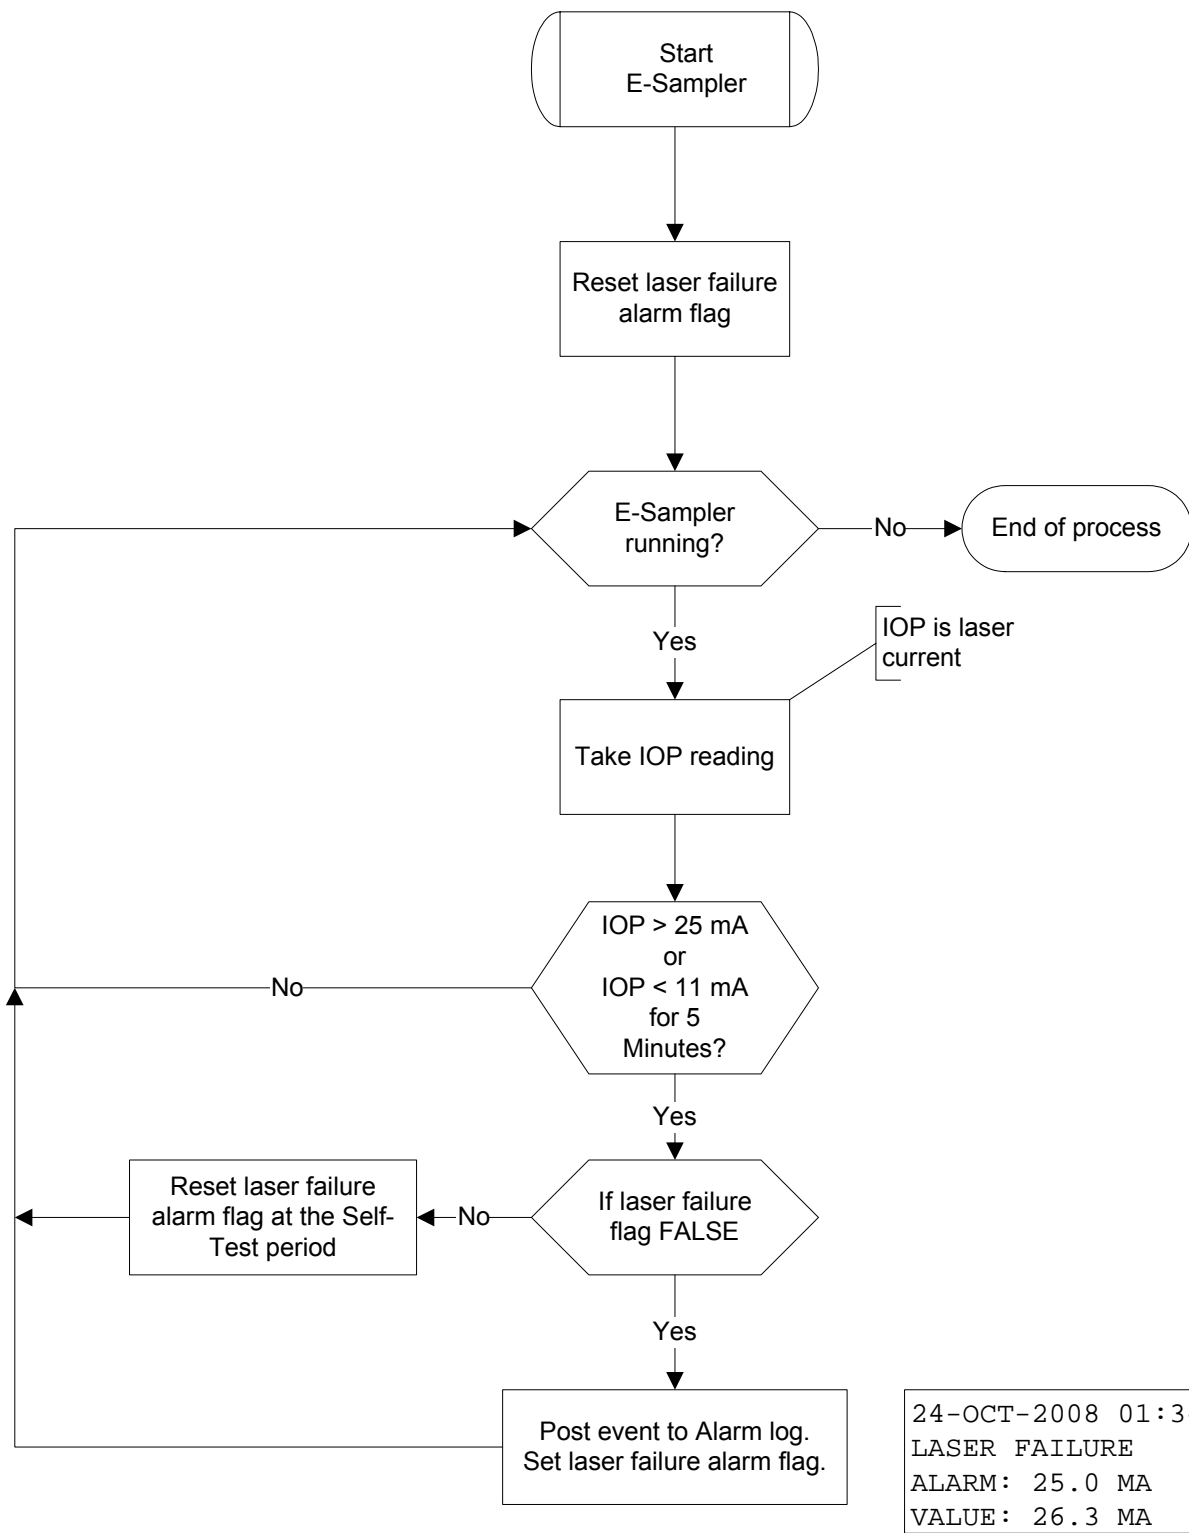 Start
E-Sampler
Reset laser failure
alarm flag
E-Sampler
running?
No
End of process
Yes
IOP is laser
current
Take IOP reading
IOP > 25 mA
or
IOP < 11 mA
for 5
Minutes?
No
Yes
If laser failure
flag FALSE
No
Reset laser failure
alarm flag at the Self-
Test period
Yes
Post event to Alarm log.
Set laser failure alarm flag.
24-OCT-2008
LASER FAILURE
ALARM: 25.0 MA
VALUE: 26.3 MA